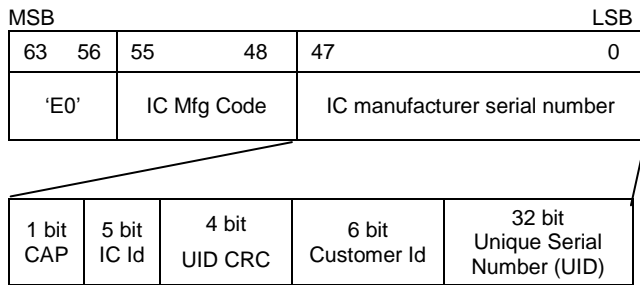 MSB LSB
63 56 55 48 47 0
‘E0’ IC Mfg Code IC manufacturer serial number
1 bit CAP 5 bit IC Id 4 bit UID CRC 6 bit Customer Id 32 bit Unique Serial Number (UID)